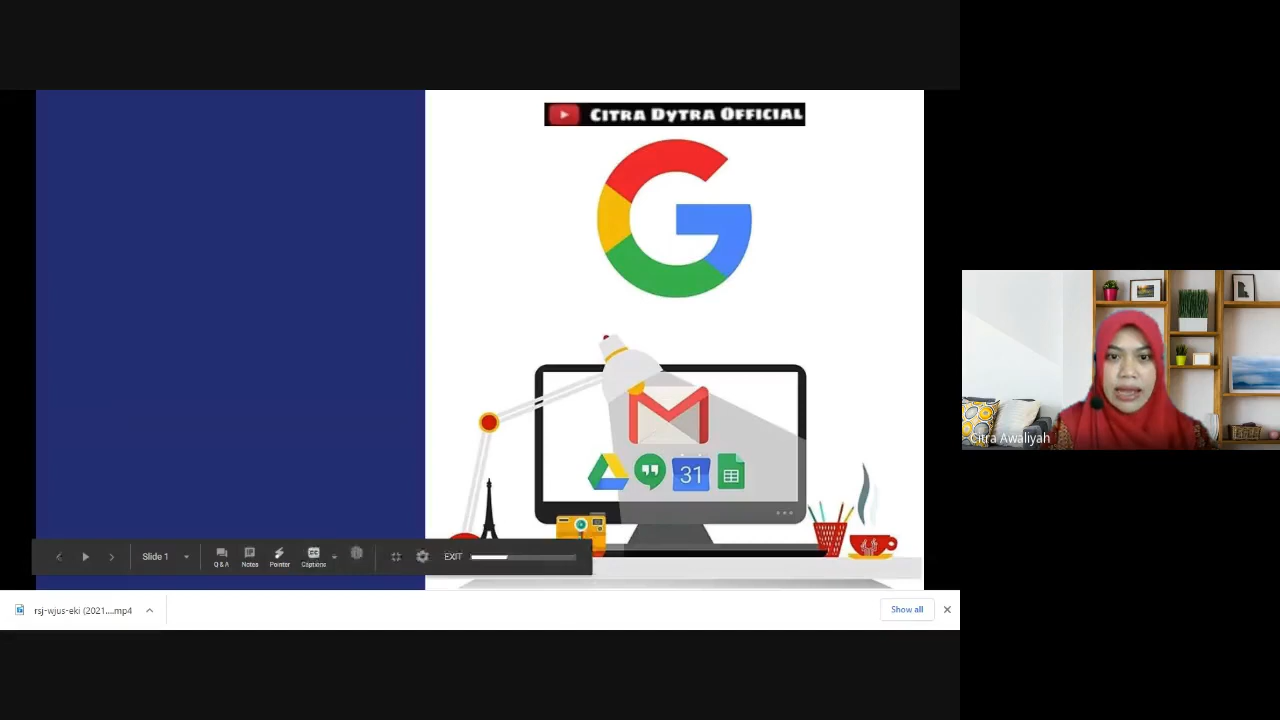 CITRA DYTRA OFFICIAL
G
31
Citra Awaliyah
Slide 1
Q & A
Notes
Pointer
CC
Captions
EXIT
rsj-wjus-eki (2021....mp4
Show all